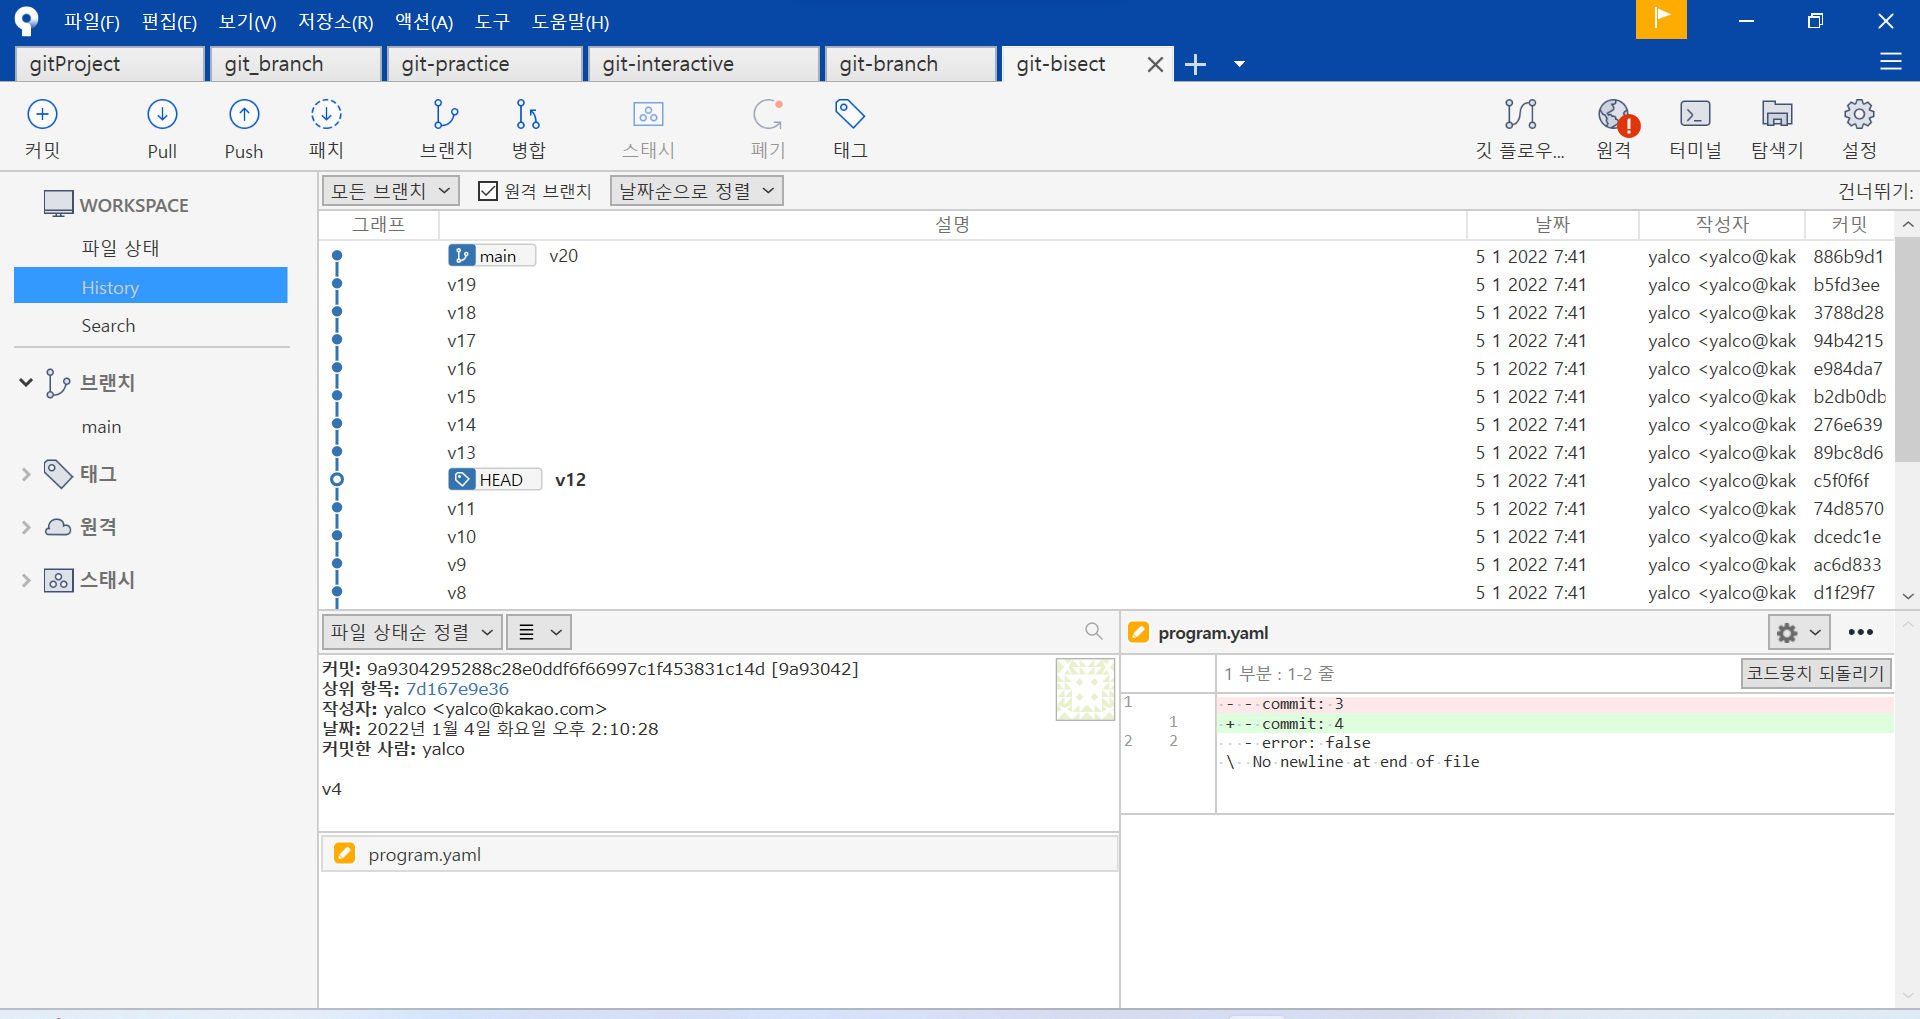 파일(F) 편집(E) 보기(V) 저장소(R) 액션(A) 도구 도움말(H)
gitProject git_branch git-practice git-interactive git-branch git-bisect
커밋 Pull Push 패치 브랜치 병합 스태시 폐기 태그 깃 플로우... 원격 터미널 탐색기 설정
WORKSPACE
파일 상태
History
Search
브랜치
main
태그
원격
스태시
모든 브랜치 원격 브랜치 날짜순으로 정렬 건너뛰기:
그래프 설명 날짜 작성자 커밋
main v20 5 1 2022 7:41 yalco <yalco@kak 886b9d1
v19 5 1 2022 7:41 yalco <yalco@kak b5fd3ee
v18 5 1 2022 7:41 yalco <yalco@kak 3788d28
v17 5 1 2022 7:41 yalco <yalco@kak 94b4215
v16 5 1 2022 7:41 yalco <yalco@kak e984da7
v15 5 1 2022 7:41 yalco <yalco@kak b2db0db
v14 5 1 2022 7:41 yalco <yalco@kak 276e639
v13 5 1 2022 7:41 yalco <yalco@kak 89bc8d6
HEAD v12 5 1 2022 7:41 yalco <yalco@kak c5f0f6f
v11 5 1 2022 7:41 yalco <yalco@kak 74d8570
v10 5 1 2022 7:41 yalco <yalco@kak dcedc1e
v9 5 1 2022 7:41 yalco <yalco@kak ac6d833
v8 5 1 2022 7:41 yalco <yalco@kak d1f29f7
파일 상태순 정렬
커밋: 9a9304295288c28e0ddf6f66997c1f453831c14d [9a93042]
상위 항목: 7d167e9e36
작성자: yalco <yalco@kakao.com>
날짜: 2022년 1월 4일 화요일 오후 2:10:28
커밋한 사람: yalco
v4
program.yaml
program.yaml
1 부분 : 1-2 줄 코드뭉치 되돌리기
1 - - commit: 3
1 + - commit: 4
2 2 - error: false
\ No newline at end of file